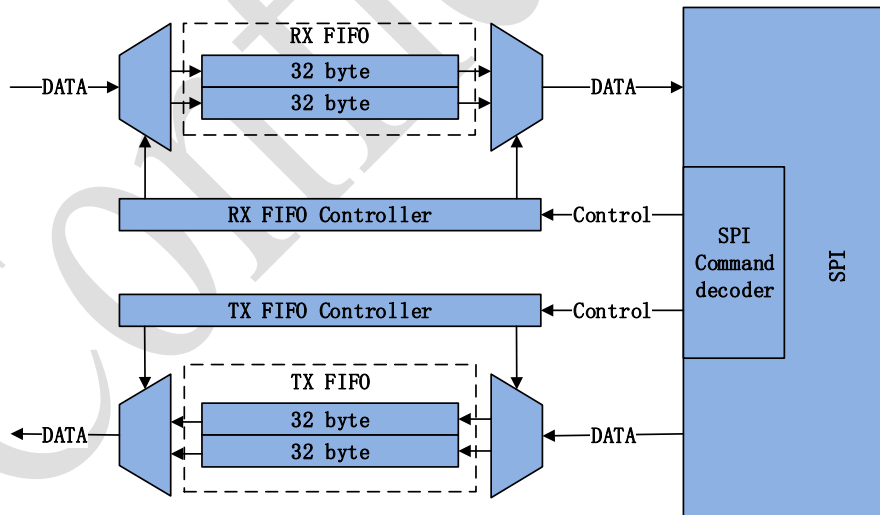 RX FIFO
DATA
32 byte
32 byte
DATA
RX FIFO Controller
Control
SPI
Command
decoder
SPI
TX FIFO Controller
Control
TX FIFO
DATA
32 byte
32 byte
DATA